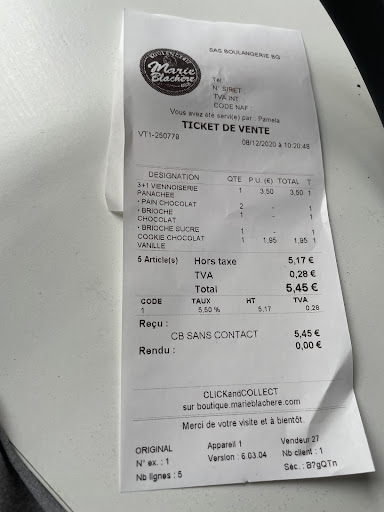 BOULANGERIE
Marie
Blachère
SAS BOULANGERIE BG
Tel :
N° SIRET
TVA INT
CODE NAF :
Vous avez été servi(e) par : Pamela
TICKET DE VENTE
VT1-260779
08/12/2020 à 10:20:48
DESIGNATION QTE P.U. (€) TOTAL T
3+1 VIENNOISERIE 1 3,50 3,50 1
PANACHEE
• PAIN CHOCOLAT 2 - 1
• BRIOCHE 1 - 1
CHOCOLAT
• BRIOCHE SUCRE 1 - 1
COOKIE CHOCOLAT 1 1,95 1,95 1
VANILLE
5 Article(s) Hors taxe 5,17 €
TVA 0,28 €
Total 5,45 €
CODE TAUX HT TVA
1 5,50 % 5,17 0,28
Reçu :
CB SANS CONTACT 5,45 €
Rendu : 0,00 €
CLICKandCOLLECT
sur boutique.marieblachere.com
Merci de votre visite et à bientôt.
ORIGINAL Appareil 1 Vendeur 27
N° ex. : 1 Version : 6.03.04 Nb client : 1
Nb lignes : 5 Séc. : B7gQTn